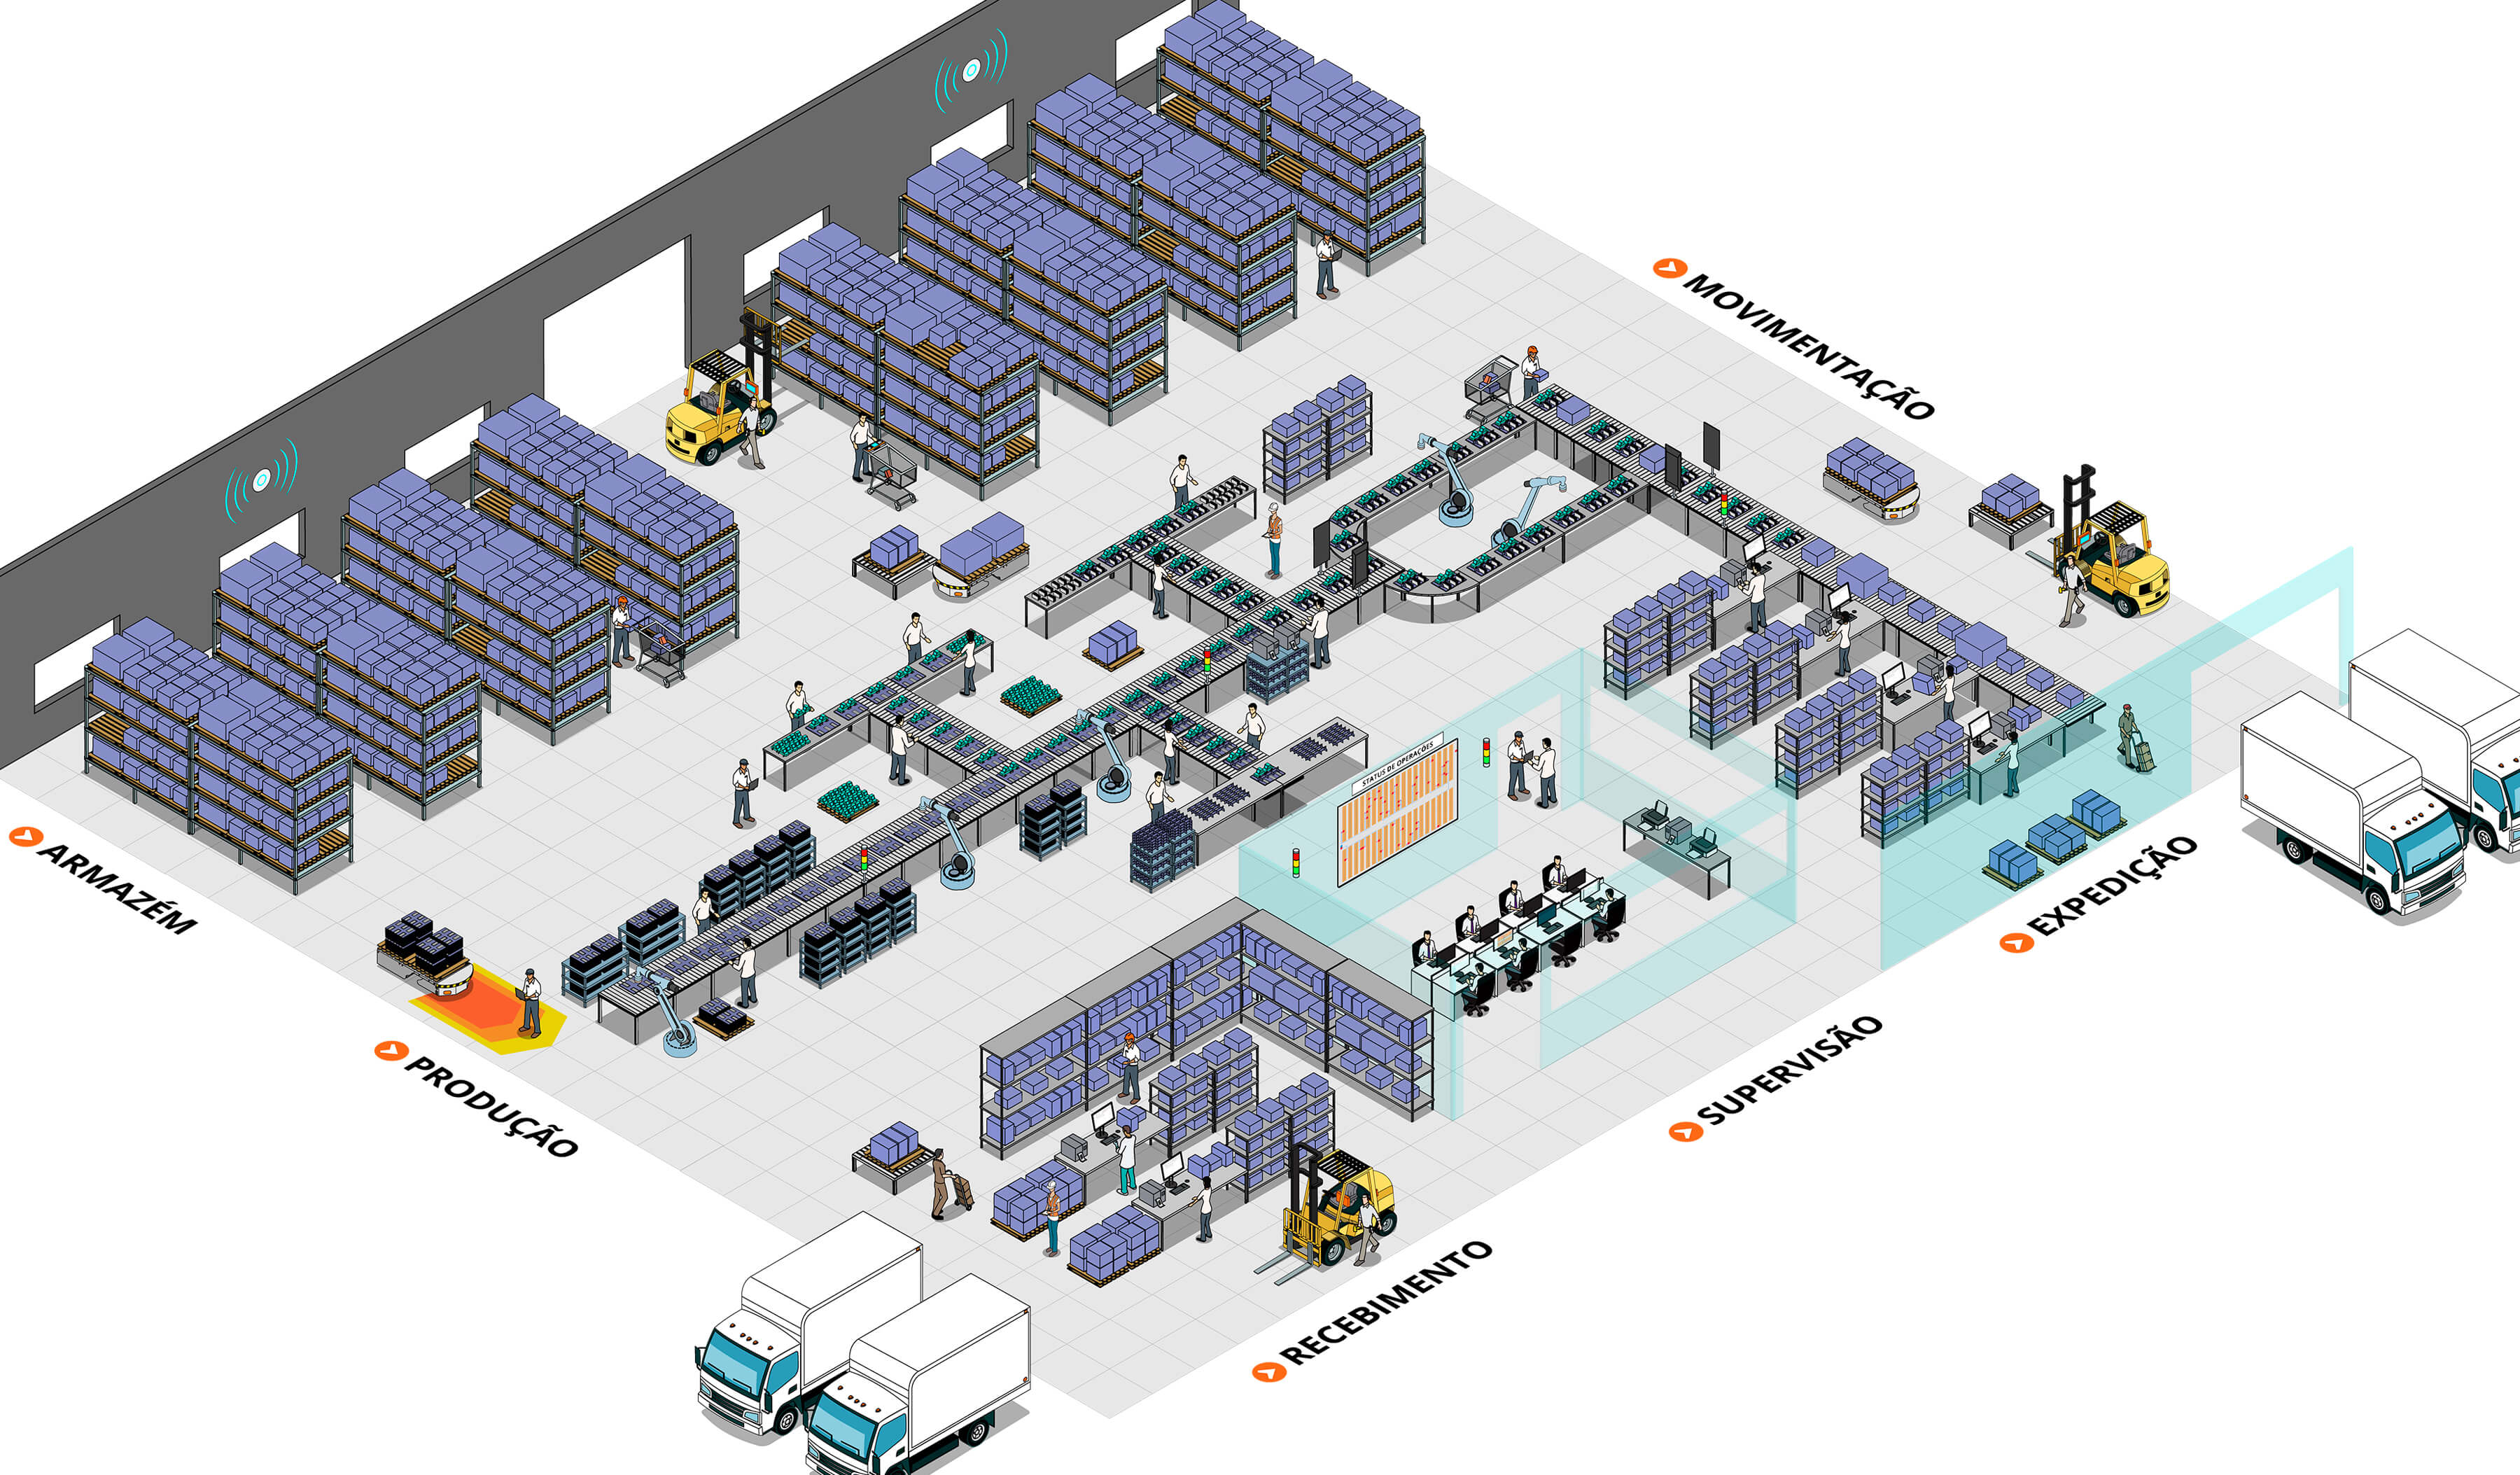 MOVIMENTAÇÃO
STATUS DE OPERAÇÕES
ARMAZÉM
EXPEDIÇÃO
PRODUÇÃO
SUPERVISÃO
RECEBIMENTO